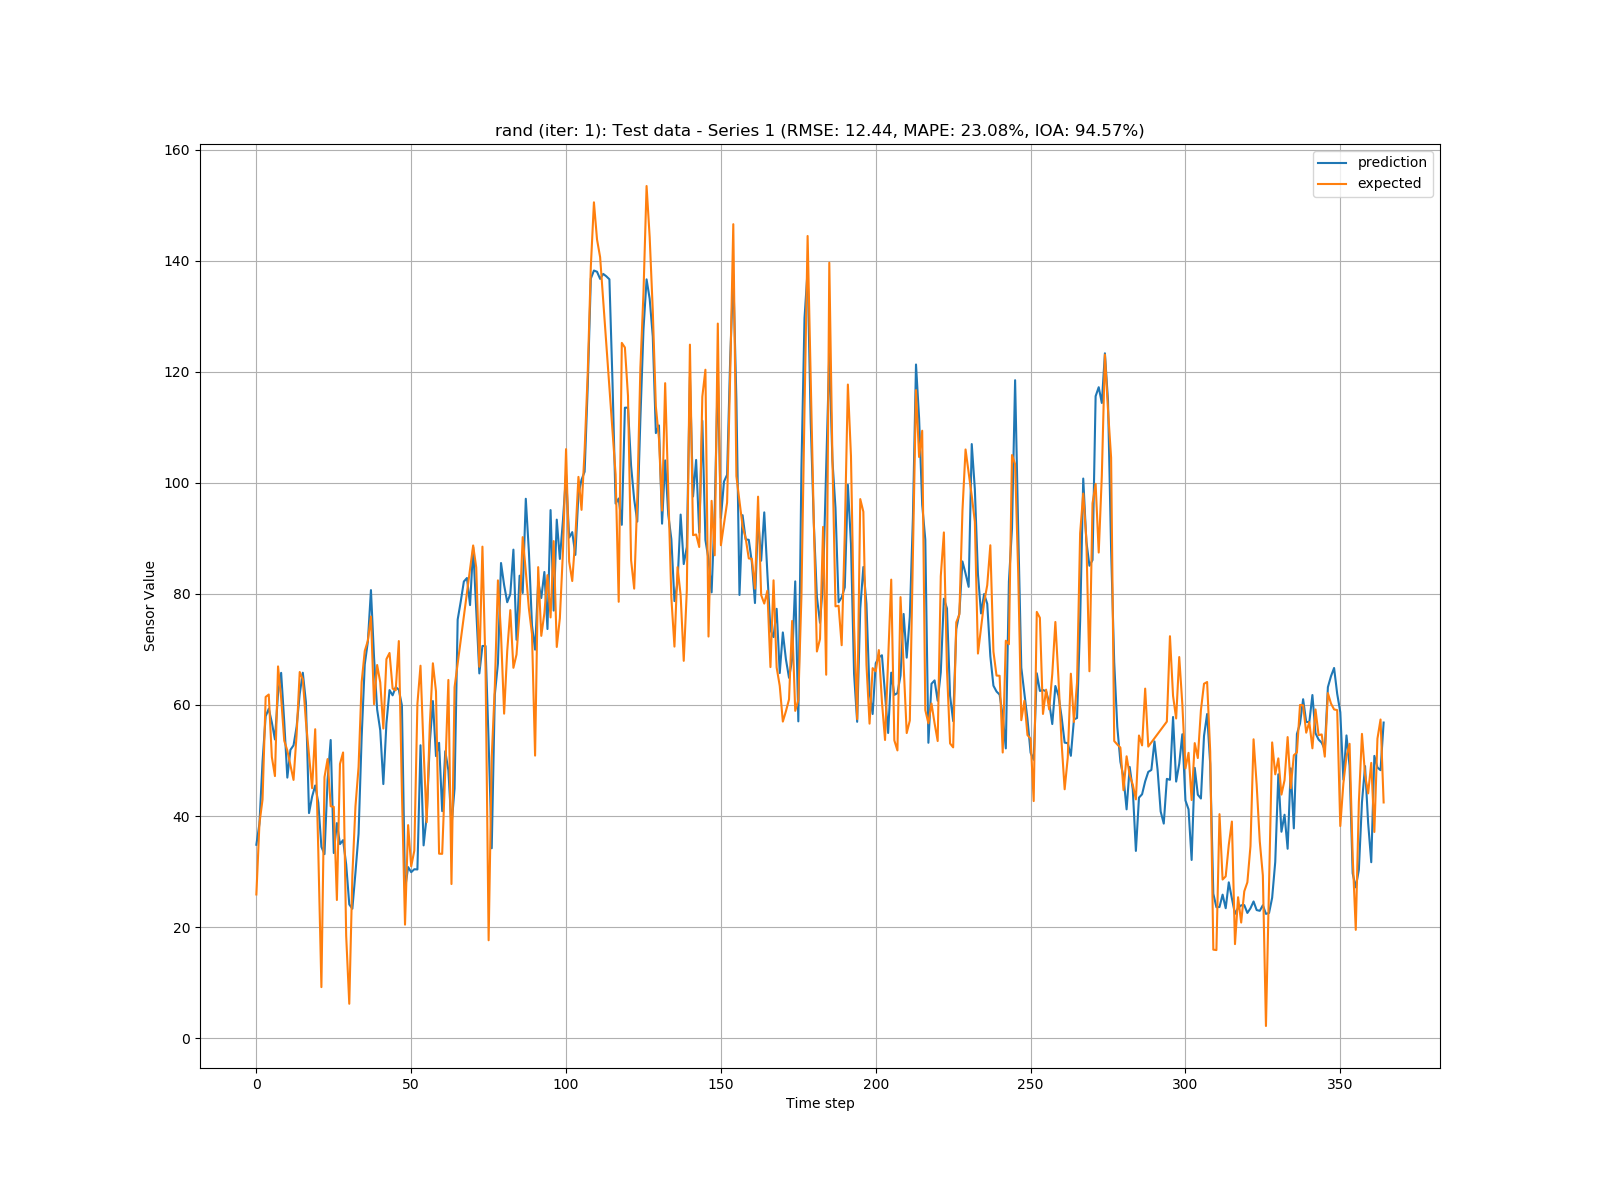 rand (iter: 1): Test data - Series 1 (RMSE: 12.44, MAPE: 23.08%, IOA: 94.57%)
prediction
expected
160
140
120
100
80
60
40
20
0
Sensor Value
0 50 100 150 200 250 300 350
Time step